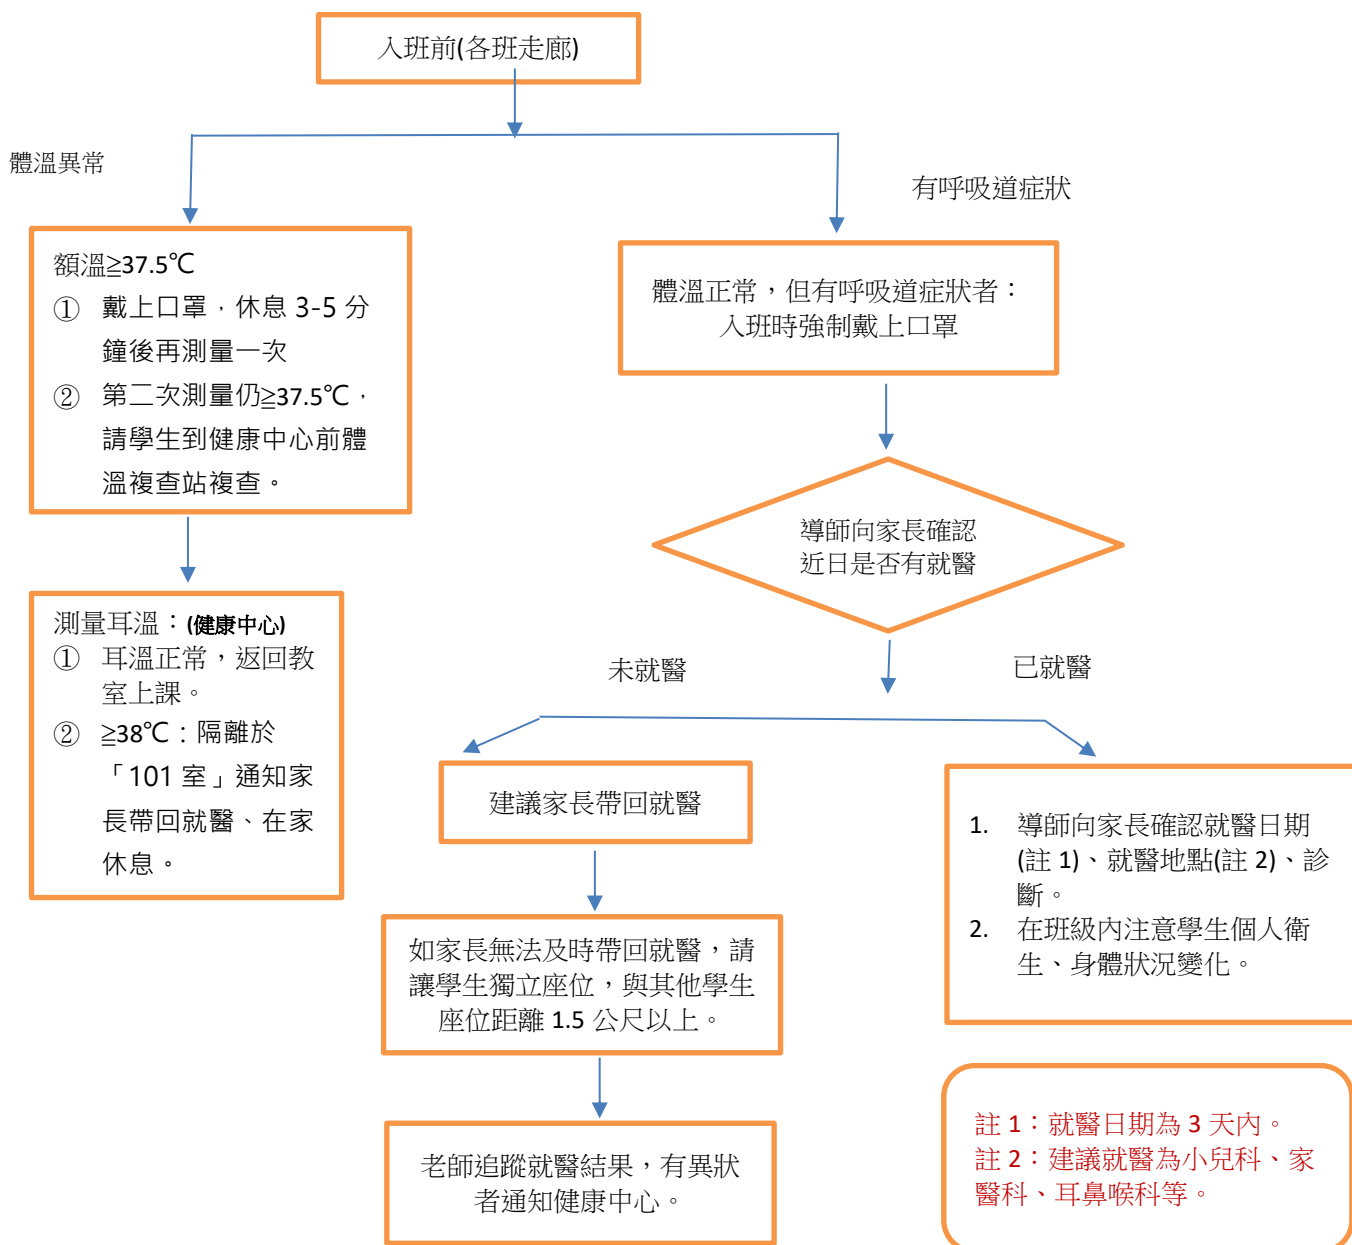 入班前(各班走廊)
體溫異常
有呼吸道症狀
額溫≧37.5℃
① 戴上口罩，休息 3-5 分
鐘後再測量一次
② 第二次測量仍≧37.5℃，
請學生到健康中心前體
溫複查站複查。
體溫正常，但有呼吸道症狀者：
入班時強制戴上口罩
導師向家長確認
近日是否有就醫
測量耳溫：(健康中心)
① 耳溫正常，返回教
室上課。
② ≧38℃：隔離於
「101 室」通知家
長帶回就醫、在家
休息。
未就醫
已就醫
建議家長帶回就醫
1. 導師向家長確認就醫日期
(註 1)、就醫地點(註 2)、診
斷。
2. 在班級內注意學生個人衛
生、身體狀況變化。
如家長無法及時帶回就醫，請
讓學生獨立座位，與其他學生
座位距離 1.5 公尺以上。
老師追蹤就醫結果，有異狀
者通知健康中心。
註 1：就醫日期為 3 天內。
註 2：建議就醫為小兒科、家
醫科、耳鼻喉科等。